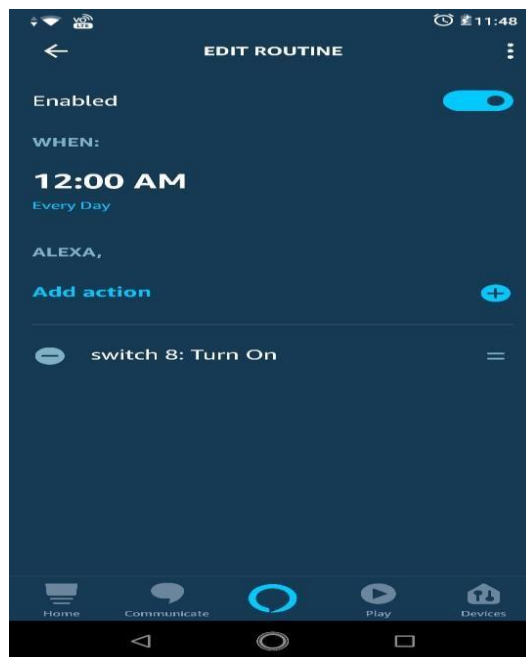 11:48
EDIT ROUTINE
Enabled
WHEN:
12:00 AM
Every Day
ALEXA,
Add action
switch 8: Turn On
Home Communicate Play Devices